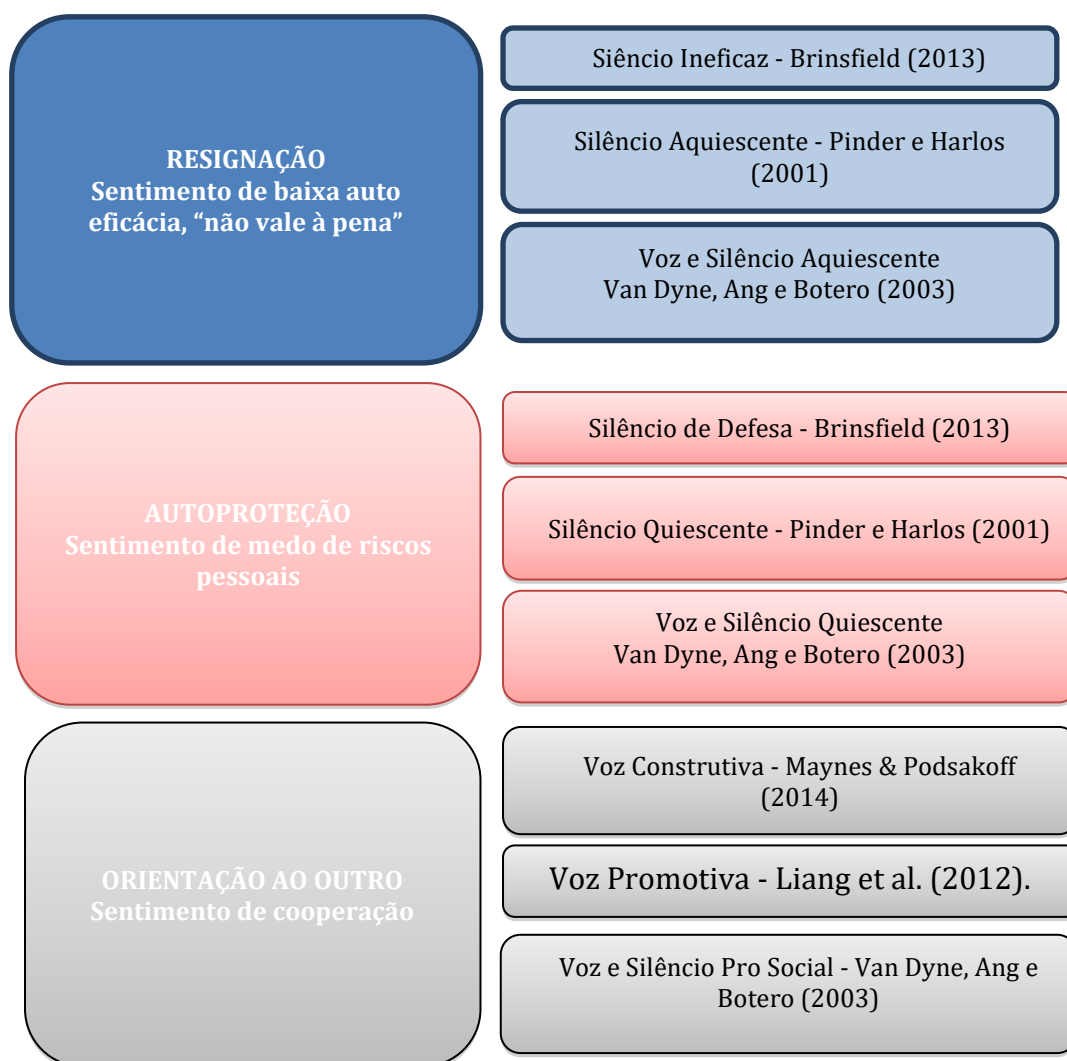 RESIGNAÇÃO
Sentimento de baixa auto
eficácia, “não vale à pena”
Siêncio Ineficaz - Brinsfield (2013)
Silêncio Aquiescente - Pinder e Harlos
(2001)
Voz e Silêncio Aquiescente
Van Dyne, Ang e Botero (2003)
AUTOPROTEÇÃO
Sentimento de medo de riscos
pessoais
Silêncio de Defesa - Brinsfield (2013)
Silêncio Quiescente - Pinder e Harlos (2001)
Voz e Silêncio Quiescente
Van Dyne, Ang e Botero (2003)
ORIENTAÇÃO AO OUTRO
Sentimento de cooperação
Voz Construtiva - Maynes & Podsakoff
(2014)
Voz Promotiva - Liang et al. (2012).
Voz e Silêncio Pro Social - Van Dyne, Ang e
Botero (2003)